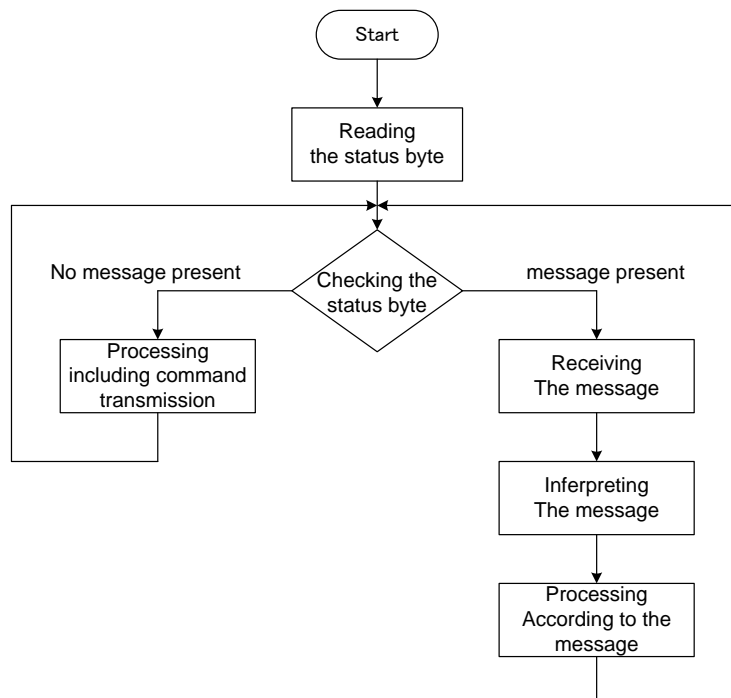 Start
Reading
the status byte
No message present
message present
Checking the
status byte
Processing
including command
transmission
Receiving
The message
Inferpreting
The message
Processing
According to the
message